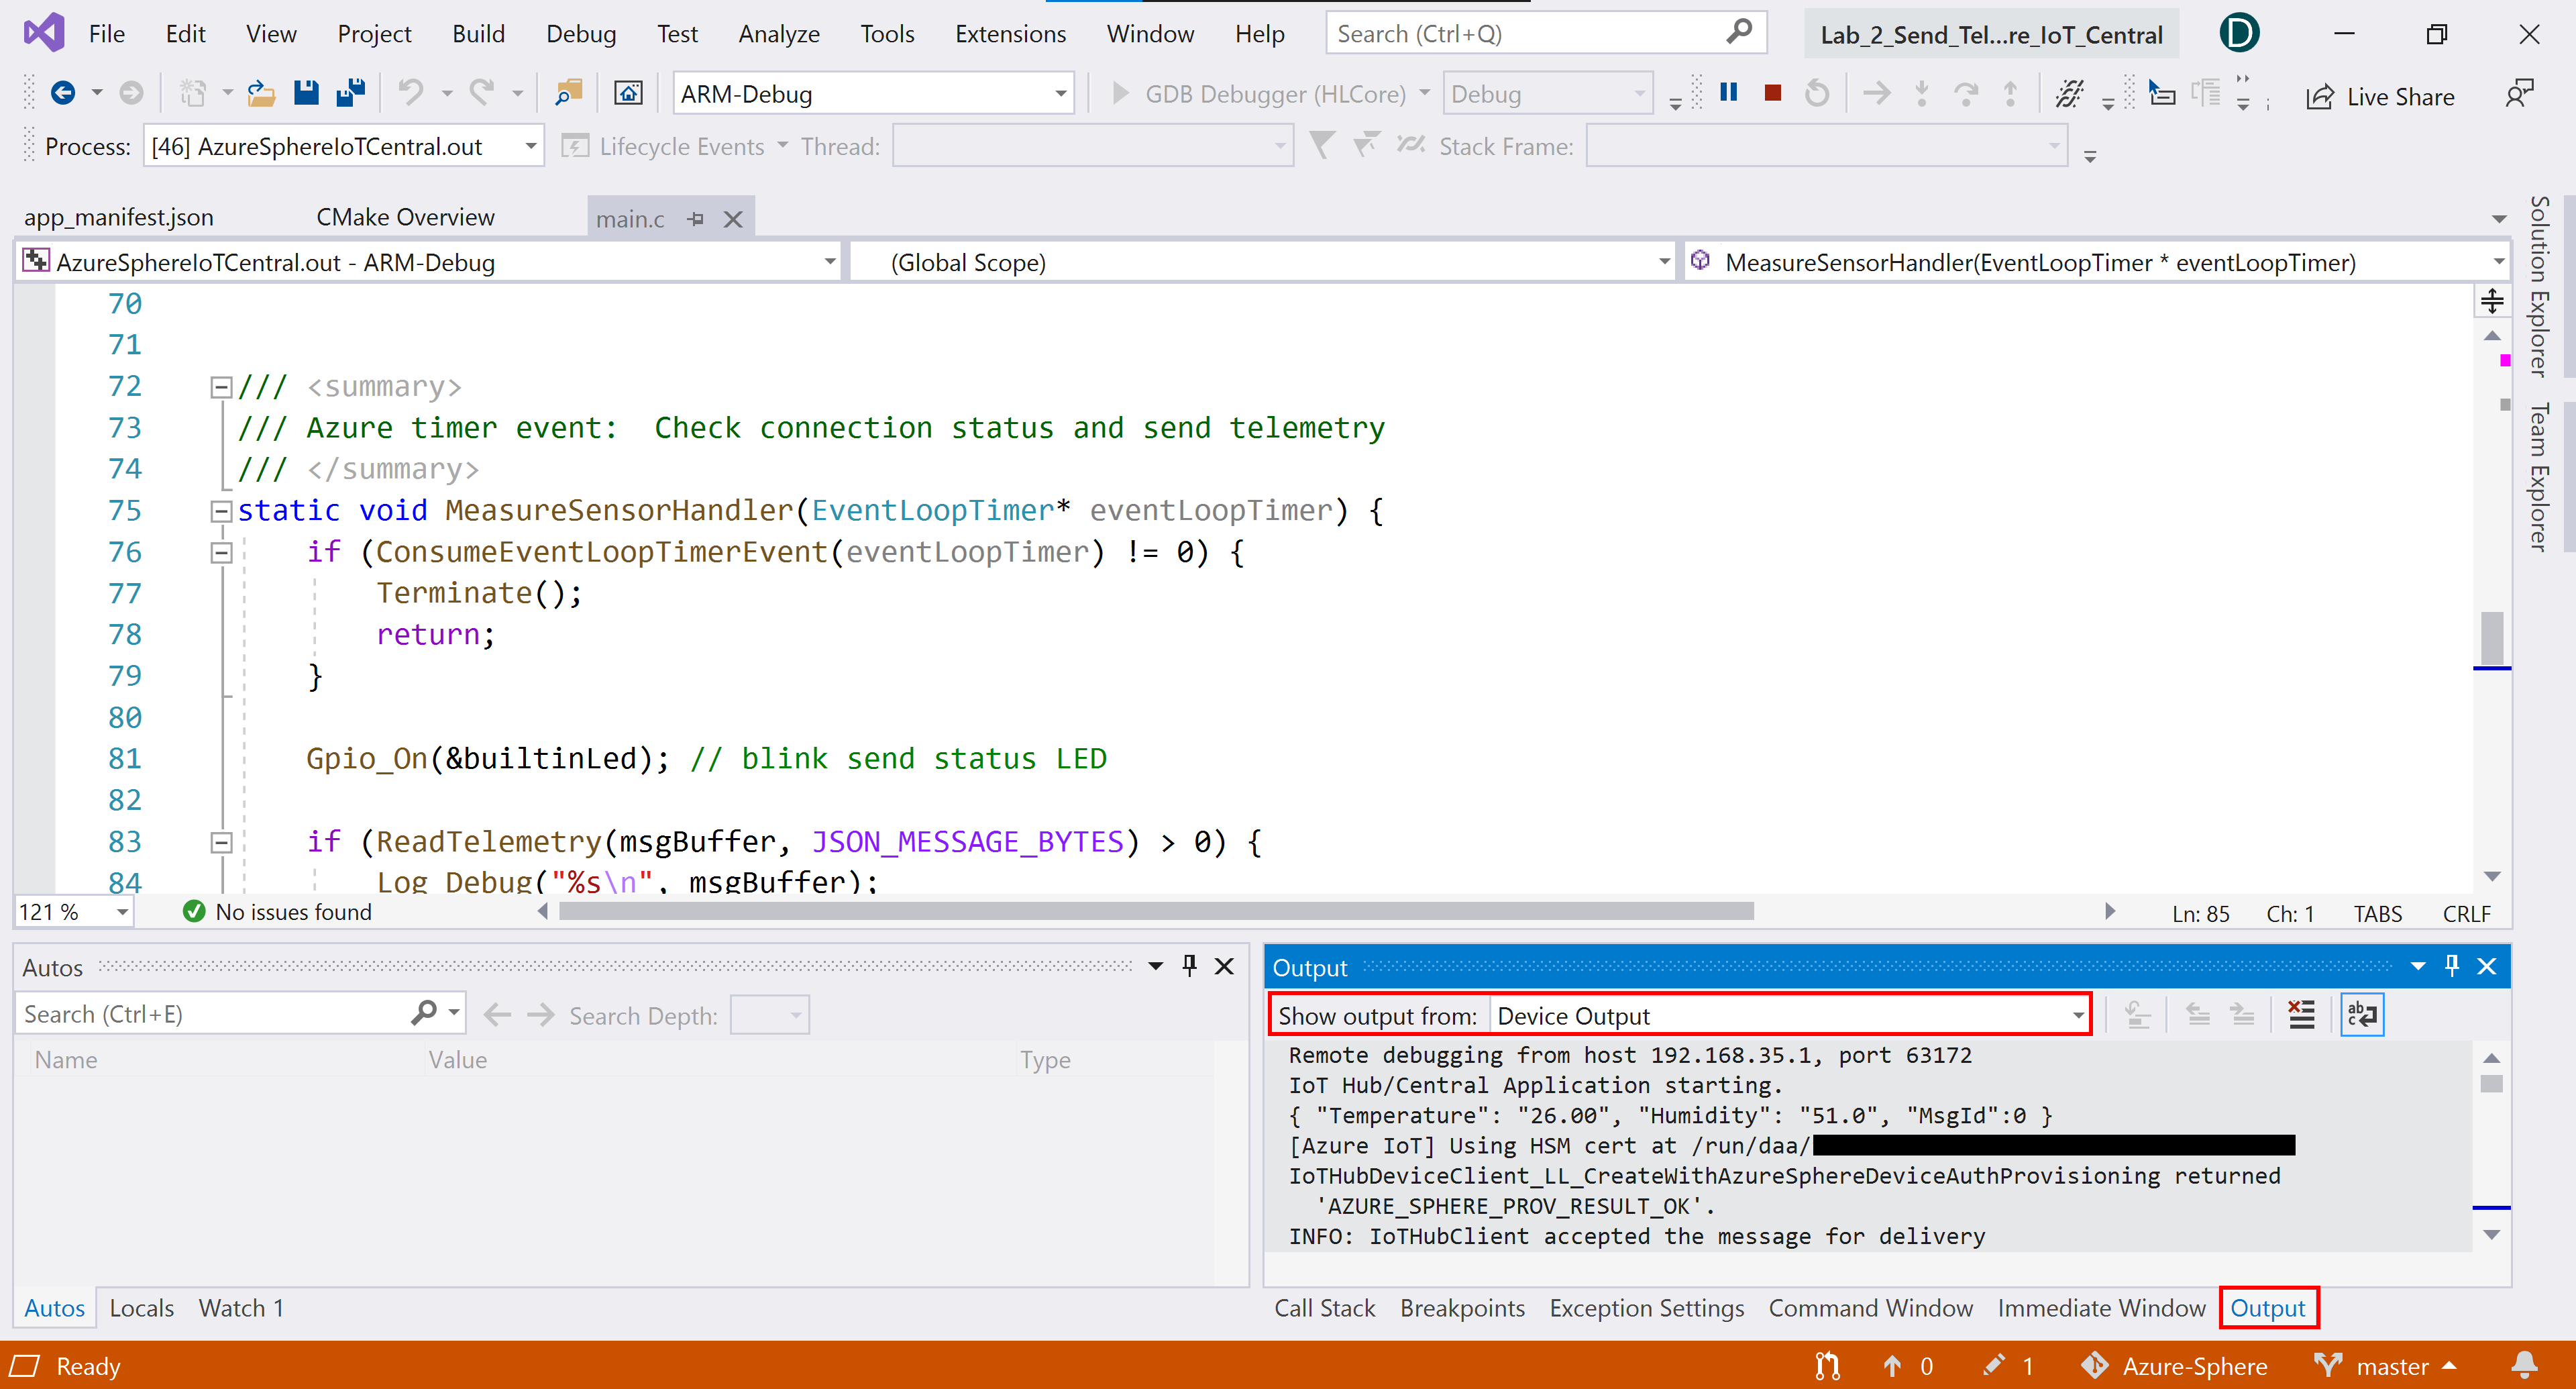 File Edit View Project Build Debug Test Analyze Tools Extensions Window Help Search (Ctrl+Q) Lab_2_Send_Tel...re_IoT_Central D
ARM-Debug GDB Debugger (HLCore) Debug Live Share
Process: [46] AzureSphereIoTCentral.out Lifecycle Events Thread: Stack Frame:
app_manifest.json CMake Overview main.c
AzureSphereIoTCentral.out - ARM-Debug (Global Scope) MeasureSensorHandler(EventLoopTimer * eventLoopTimer)
Solution Explorer
Team Explorer
70
71
72 /// <summary>
73 /// Azure timer event:  Check connection status and send telemetry
74 /// </summary>
75 static void MeasureSensorHandler(EventLoopTimer* eventLoopTimer) {
76 if (ConsumeEventLoopTimerEvent(eventLoopTimer) != 0) {
77 Terminate();
78 return;
79 }
80
81 Gpio_On(&builtinLed); // blink send status LED
82
83 if (ReadTelemetry(msgBuffer, JSON_MESSAGE_BYTES) > 0) {
84 Log_Debug("%s\n", msgBuffer);
121 % No issues found Ln: 85 Ch: 1 TABS CRLF
Autos
Search (Ctrl+E) Search Depth:
Name Value Type
Autos Locals Watch 1
Output
Show output from: Device Output
Remote debugging from host 192.168.35.1, port 63172
IoT Hub/Central Application starting.
{ "Temperature": "26.00", "Humidity": "51.0", "MsgId":0 }
[Azure IoT] Using HSM cert at /run/daa/
IoTHubDeviceClient_LL_CreateWithAzureSphereDeviceAuthProvisioning returned
'AZURE_SPHERE_PROV_RESULT_OK'.
INFO: IoTHubClient accepted the message for delivery
Call Stack Breakpoints Exception Settings Command Window Immediate Window Output
Ready 0 1 Azure-Sphere master